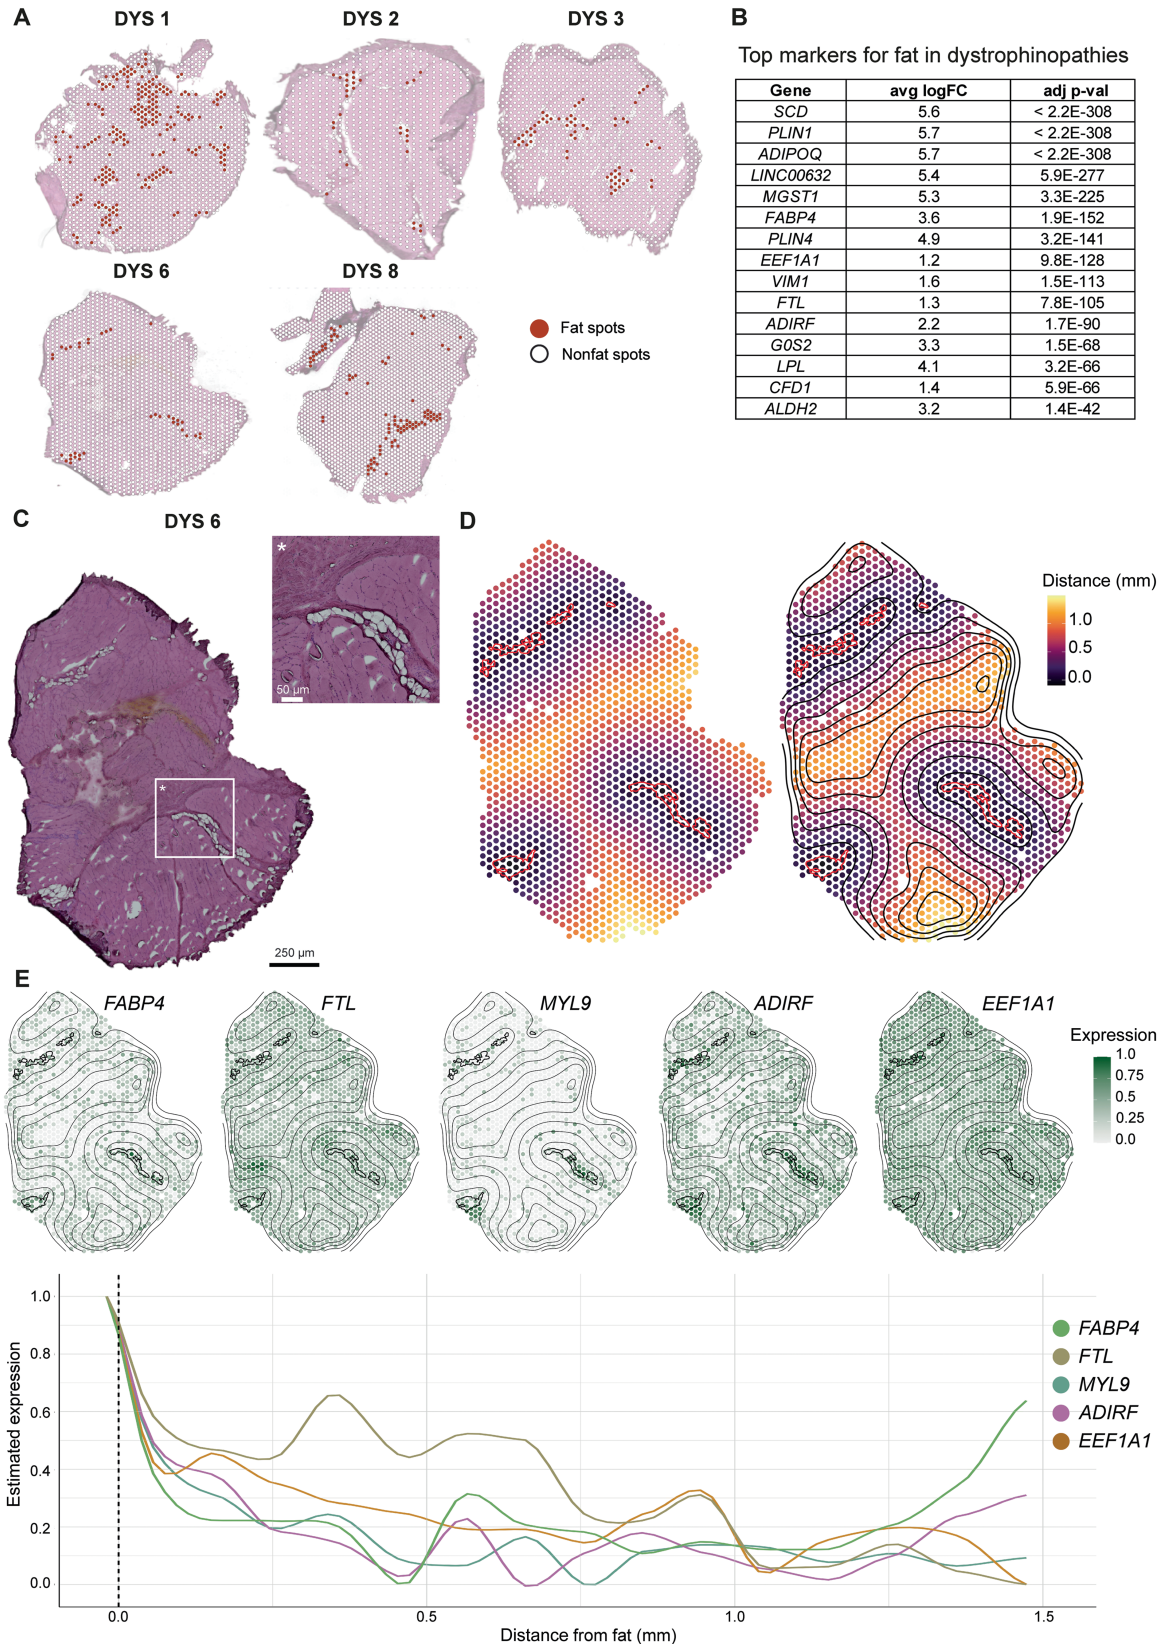 A
DYS 1
DYS 2
DYS 3
DYS 6
DYS 8
Fat spots
Nonfat spots
B
Top markers for fat in dystrophinopathies
Gene avg logFC adj p-val
SCD 5.6 < 2.2E-308
PLIN1 5.7 < 2.2E-308
ADIPOQ 5.7 < 2.2E-308
LINC00632 5.4 5.9E-277
MGST1 5.3 3.3E-225
FABP4 3.6 1.9E-152
PLIN4 4.9 3.2E-141
EEF1A1 1.2 9.8E-128
VIM1 1.6 1.5E-113
FTL 1.3 7.8E-105
ADIRF 2.2 1.7E-90
G0S2 3.3 1.5E-68
LPL 4.1 3.2E-66
CFD1 1.4 5.9E-66
ALDH2 3.2 1.4E-42
C
DYS 6
*
50 µm
*
250 µm
D
Distance (mm)
1.0
0.5
0.0
E
FABP4
FTL
MYL9
ADIRF
EEF1A1
Expression
1.0
0.75
0.5
0.25
0.0
Estimated expression
1.0
0.8
0.6
0.4
0.2
0.0
0.0 0.5 1.0 1.5
Distance from fat (mm)
FABP4
FTL
MYL9
ADIRF
EEF1A1